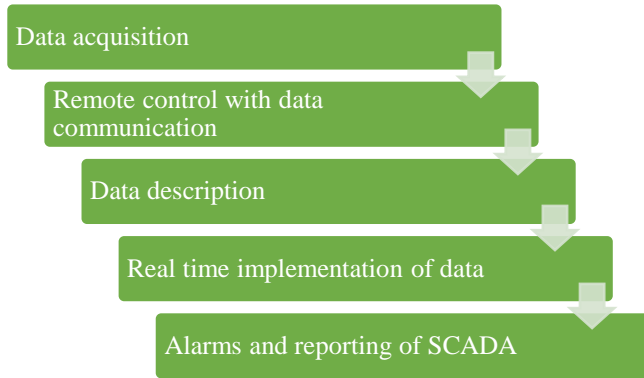 Data acquisition
Remote control with data
communication
Data description
Real time implementation of data
Alarms and reporting of SCADA